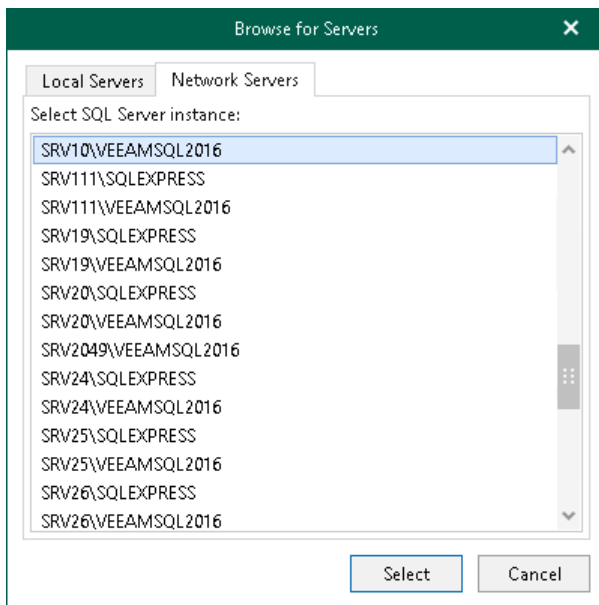 Browse for Servers
Local Servers Network Servers
Select SQL Server instance:
SRV10\VEEAMSQL2016
SRV111\SQLEXPRESS
SRV111\VEEAMSQL2016
SRV19\SQLEXPRESS
SRV19\VEEAMSQL2016
SRV20\SQLEXPRESS
SRV20\VEEAMSQL2016
SRV2049\VEEAMSQL2016
SRV24\SQLEXPRESS
SRV24\VEEAMSQL2016
SRV25\SQLEXPRESS
SRV25\VEEAMSQL2016
SRV26\SQLEXPRESS
SRV26\VEEAMSQL2016
Select Cancel